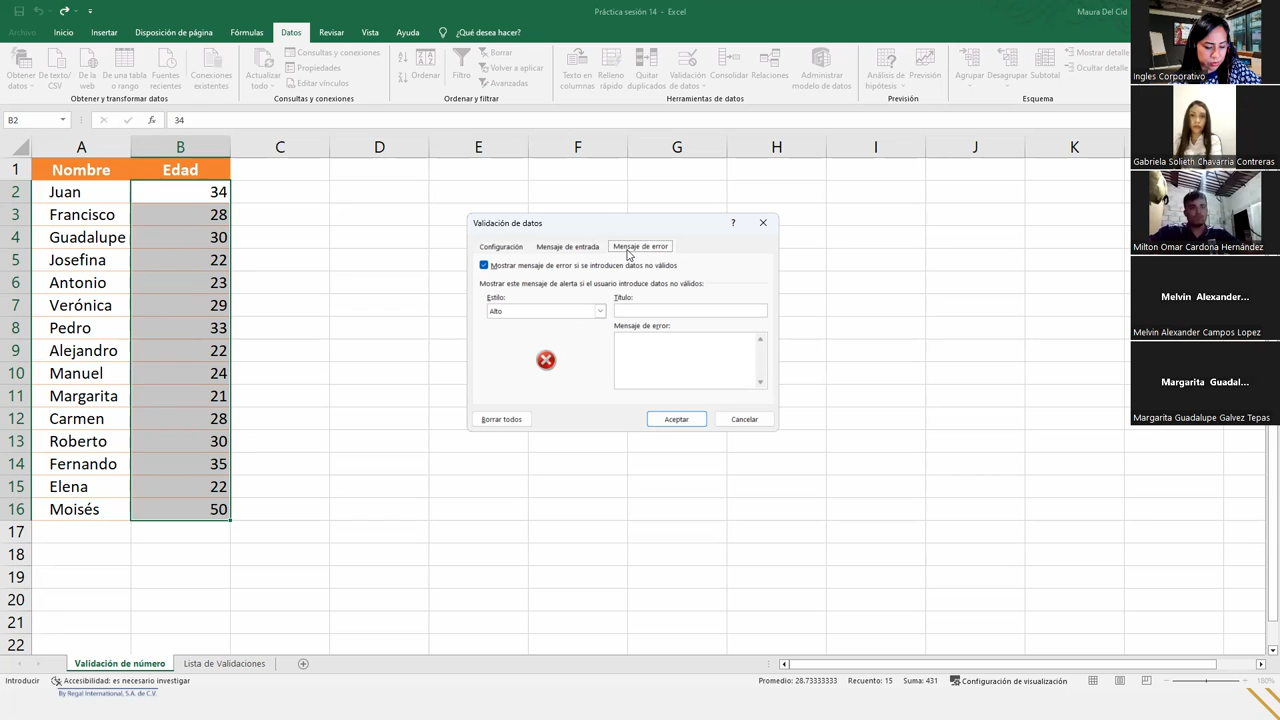 Práctica sesión 14 - Excel
Maura Del Cid
Archivo Inicio Insertar Disposición de página Fórmulas Datos Revisar Vista Ayuda ¿Qué desea hacer?
Obtener datos
De texto/CSV
De la web
De una tabla o rango
Fuentes recientes
Conexiones existentes
Obtener y transformar datos
Actualizar todo
Consultas y conexiones
Propiedades
Editar vínculos
Consultas y conexiones
Ordenar
Filtro
Borrar
Volver a aplicar
Avanzadas
Ordenar y filtrar
Texto en columnas
Relleno rápido
Quitar duplicados
Validación de datos
Consolidar
Relaciones
Administrar modelo de datos
Herramientas de datos
Análisis de hipótesis
Previsión
Previsión
Agrupar
Desagrupar
Subtotal
Mostrar detalle
Ocultar detalle
Esquema
B2 fx 34
A B C D E F G H I J K
1 Nombre Edad
2 Juan 34
3 Francisco 28
4 Guadalupe 30
5 Josefina 22
6 Antonio 23
7 Verónica 29
8 Pedro 33
9 Alejandro 22
10 Manuel 24
11 Margarita 21
12 Carmen 28
13 Roberto 30
14 Fernando 35
15 Elena 22
16 Moisés 50
17
18
19
20
21
22
Validación de datos ?
Configuración Mensaje de entrada Mensaje de error
Mostrar mensaje de error si se introducen datos no válidos
Mostrar este mensaje de alerta si el usuario introduce datos no válidos:
Estilo: Título:
Alto
Mensaje de error:
Borrar todos Aceptar Cancelar
Ingles Corporativo
Gabriela Solieth Chavarria Contreras
Milton Omar Cardona Hernández
Melvin Alexander...
Melvin Alexander Campos Lopez
Margarita Guadal...
Margarita Guadalupe Galvez Tepas
Validación de número Lista de Validaciones
Introducir Accesibilidad: es necesario investigar Promedio: 28.73333333 Recuento: 15 Suma: 431 Configuración de visualización 180%
By Regal International, S.A. de C.V.